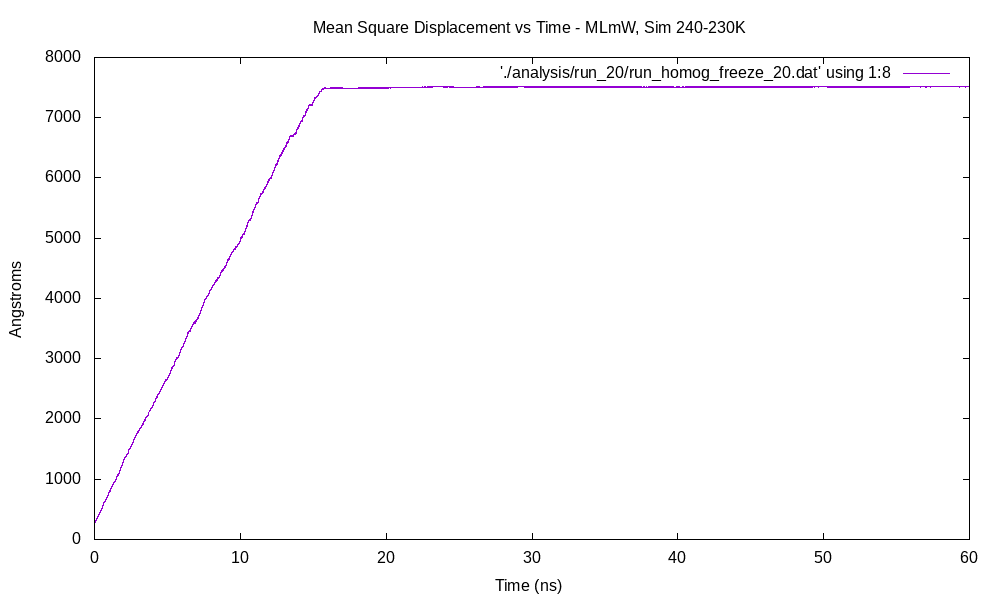 Mean Square Displacement vs Time - MLmW, Sim 240-230K
'./analysis/run_20/run_homog_freeze_20.dat' using 1:8
8000
7000
6000
5000
4000
3000
2000
1000
0
Angstroms
0 10 20 30 40 50 60
Time (ns)